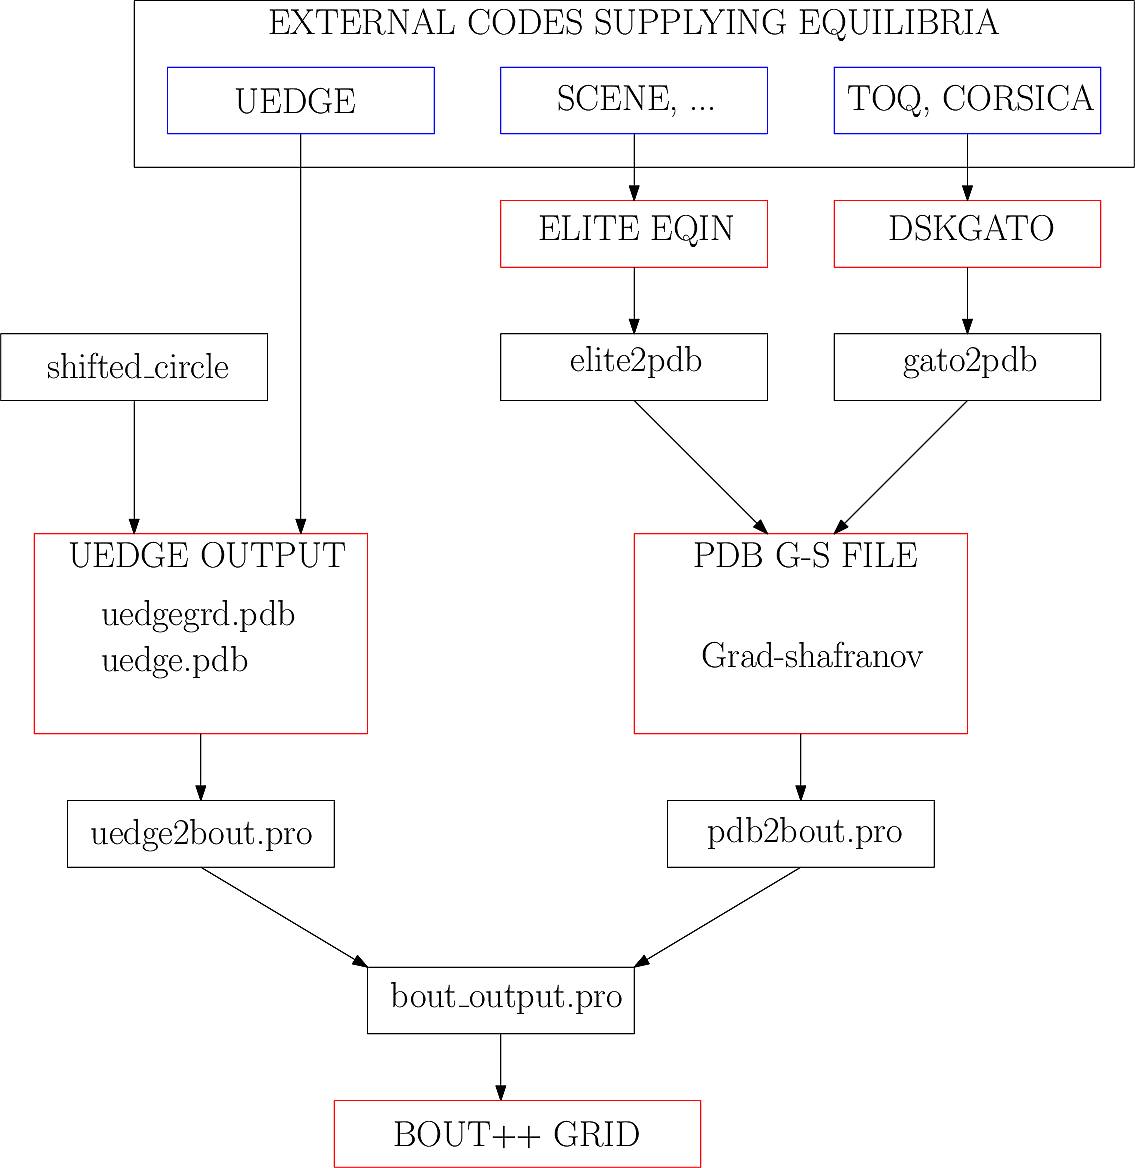 EXTERNAL CODES SUPPLYING EQUILIBRIA
UEDGE
SCENE, ...
TOQ, CORSICA
ELITE EQIN
DSKGATO
shifted_circle
elite2pdb
gato2pdb
UEDGE OUTPUT
uedgegrd.pdb
uedge.pdb
PDB G-S FILE
Grad-shafranov
uedge2bout.pro
pdb2bout.pro
bout_output.pro
BOUT++ GRID